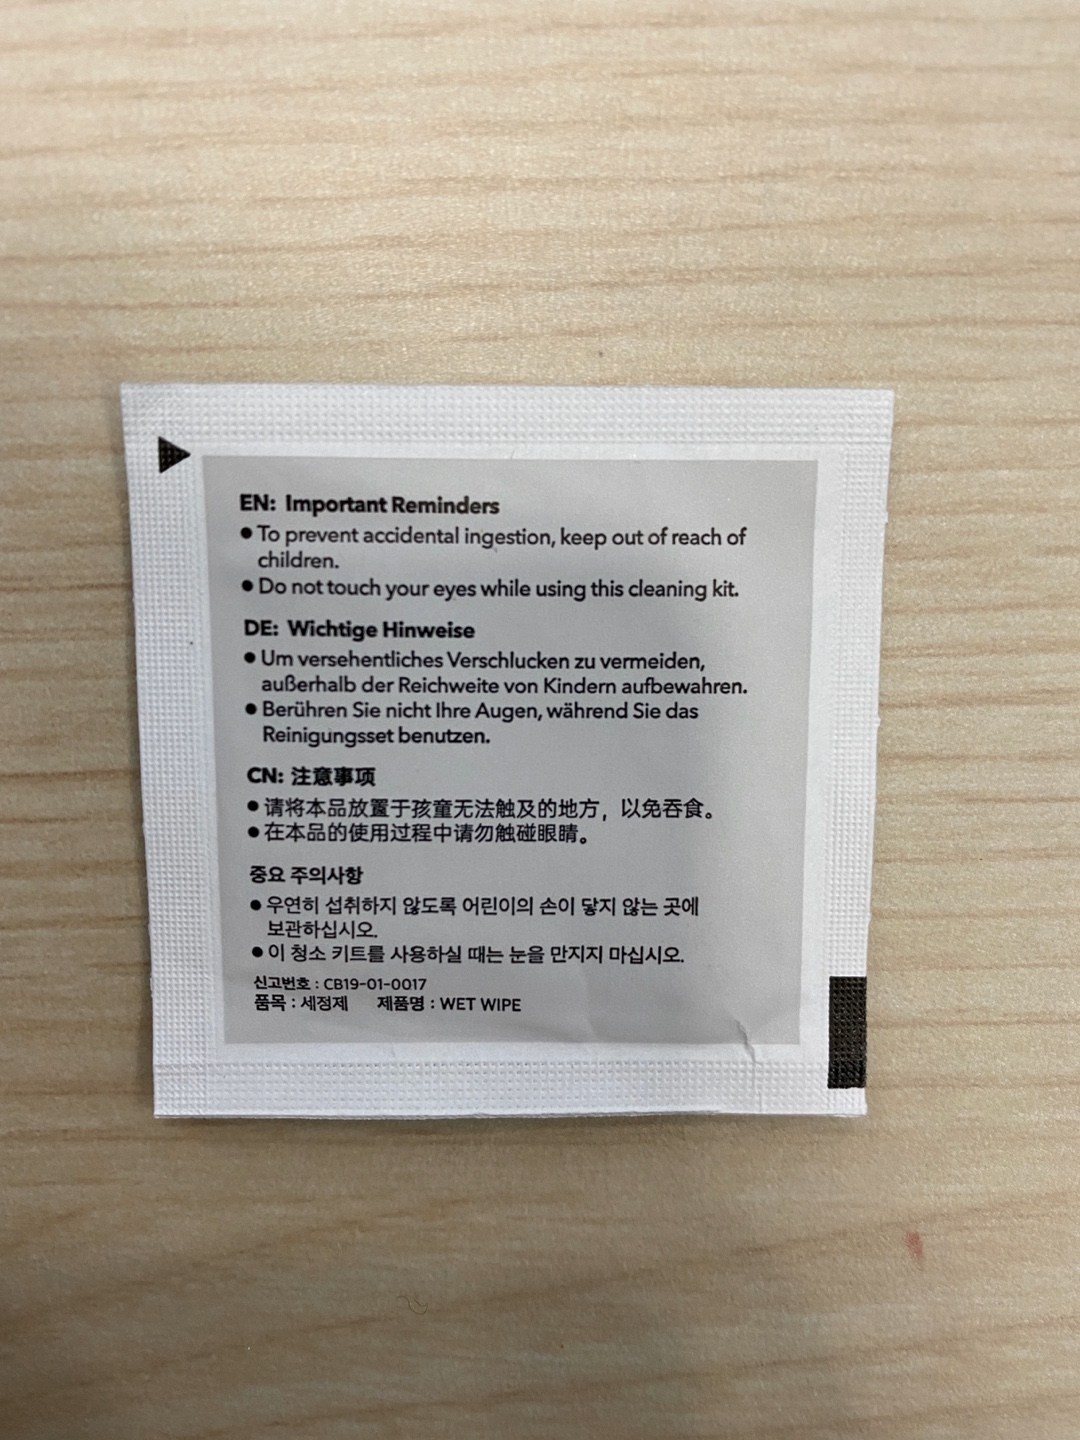 EN: Important Reminders
● To prevent accidental ingestion, keep out of reach of
children.
● Do not touch your eyes while using this cleaning kit.
DE: Wichtige Hinweise
● Um versehentliches Verschlucken zu vermeiden,
außerhalb der Reichweite von Kindern aufbewahren.
● Berühren Sie nicht Ihre Augen, während Sie das
Reinigungsset benutzen.
CN: 注意事项
● 请将本品放置于孩童无法触及的地方，以免吞食。
● 在本品的使用过程中请勿触碰眼睛。
중요 주의사항
● 우연히 섭취하지 않도록 어린이의 손이 닿지 않는 곳에
보관하십시오.
● 이 청소 키트를 사용하실 때는 눈을 만지지 마십시오.
신고번호 : CB19-01-0017
품목 : 세정제 제품명 : WET WIPE